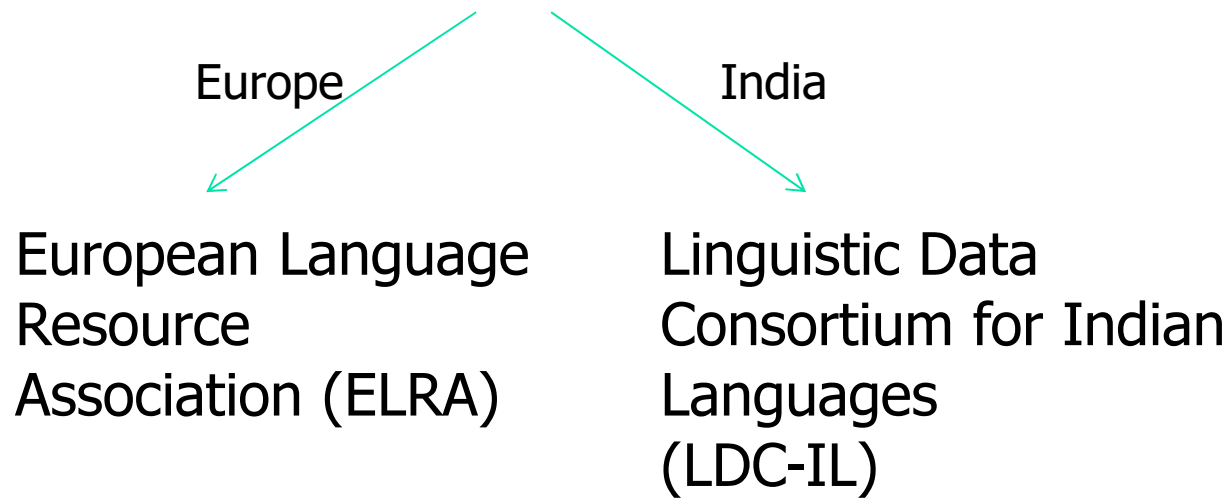 Europe
India
European Language
Resource
Association (ELRA)
Linguistic Data
Consortium for Indian
Languages
(LDC-IL)